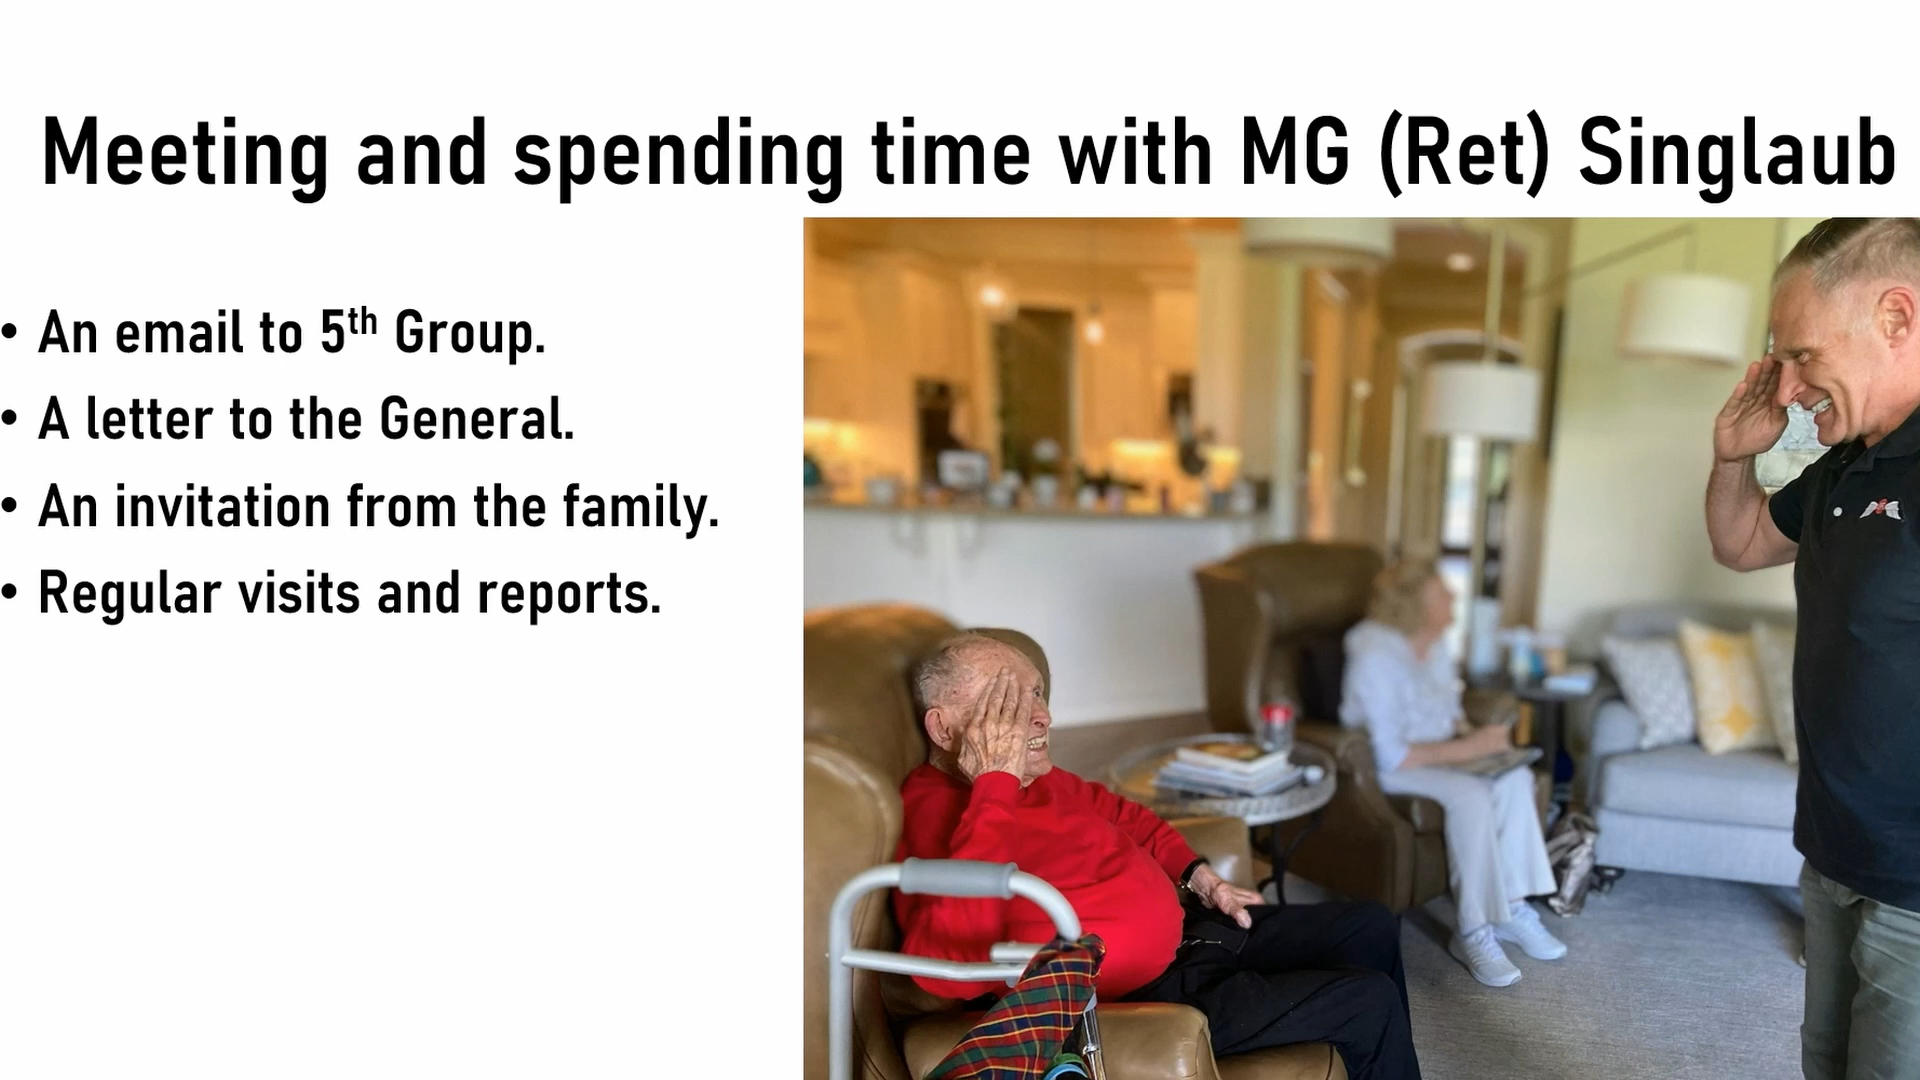 Meeting and spending time with MG (Ret) Singlaub
• An email to 5th Group.
• A letter to the General.
• An invitation from the family.
• Regular visits and reports.